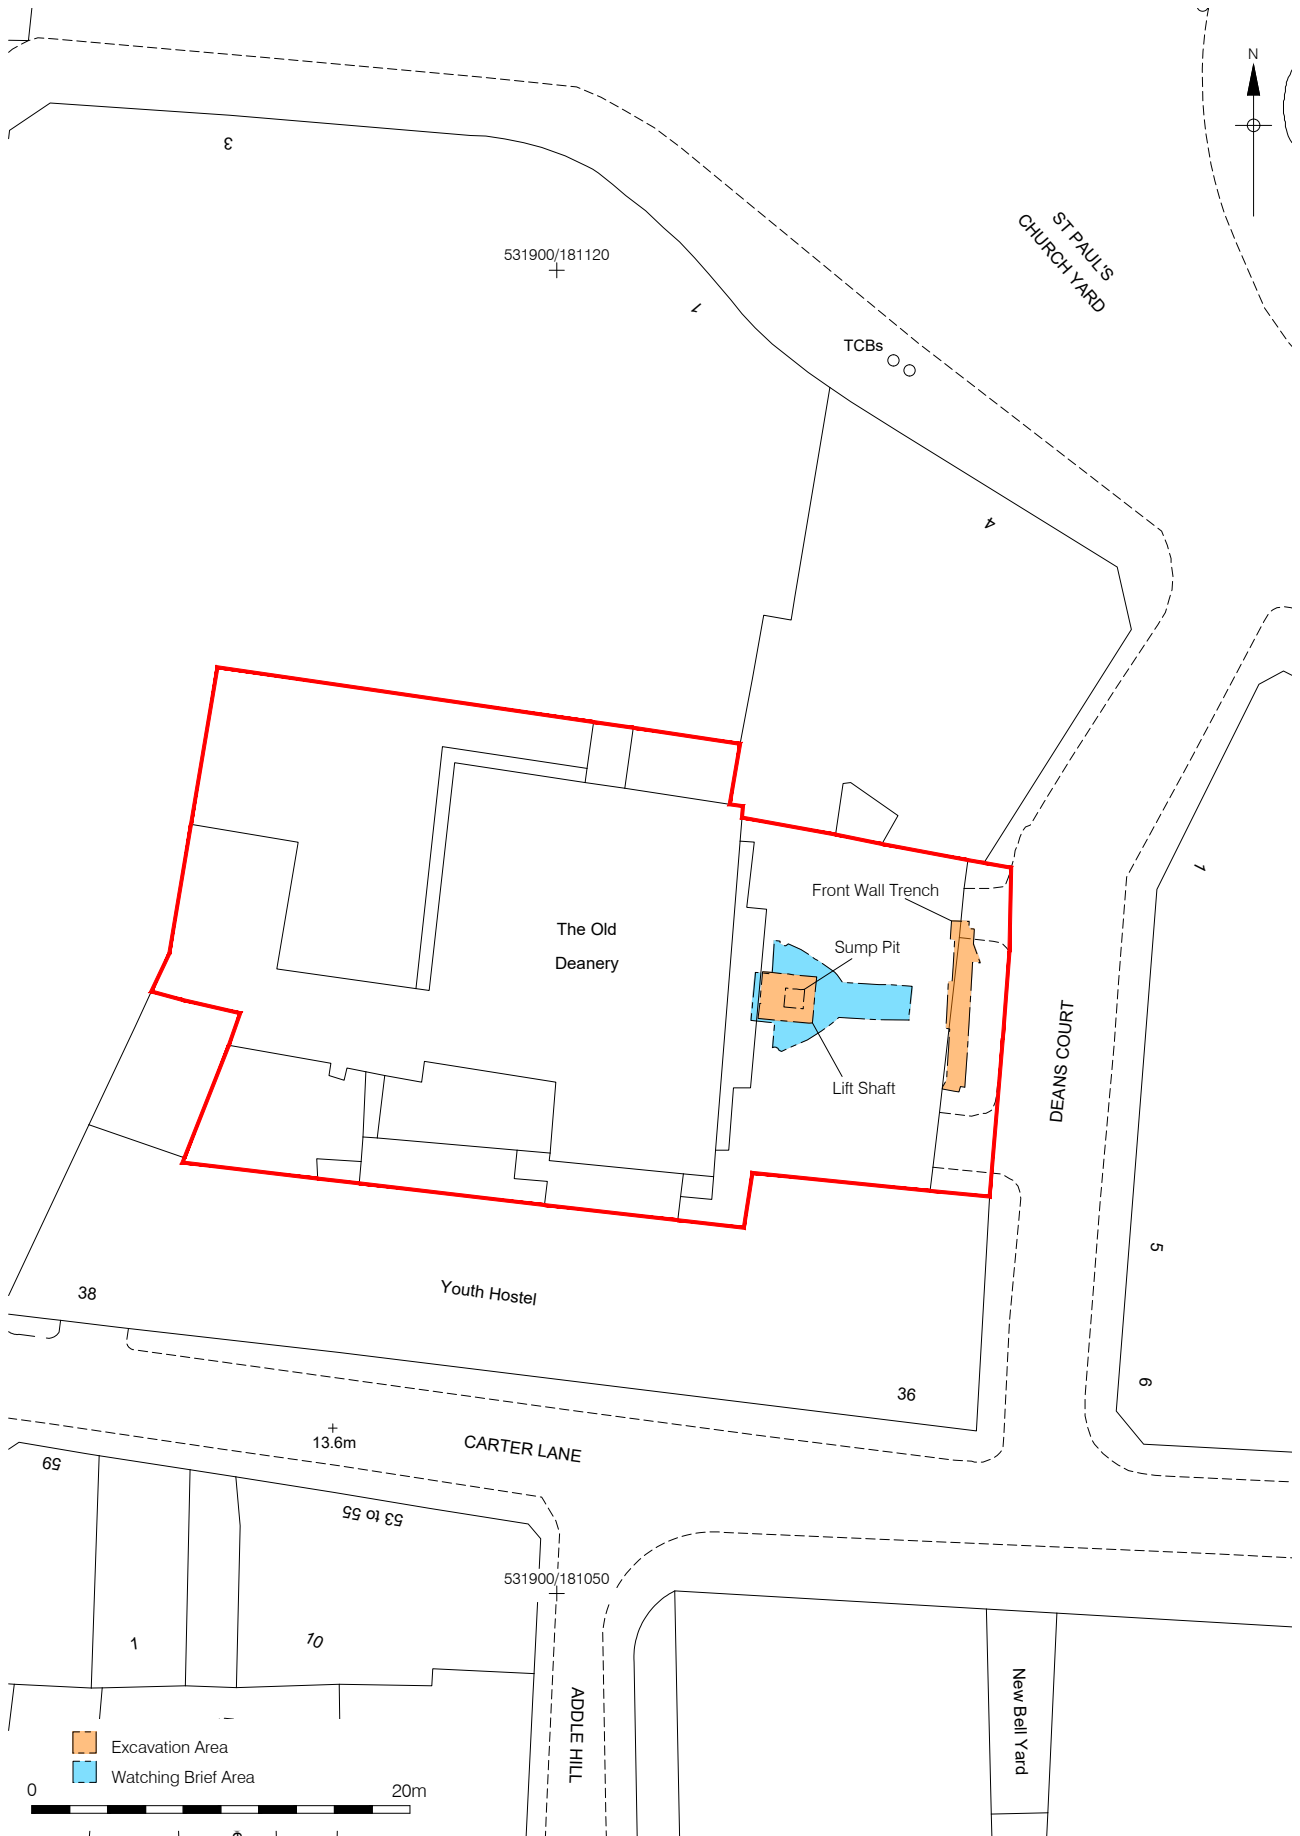 N
3
531900/181120
ST PAUL'S
CHURCH YARD
1
TCBs
4
Front Wall Trench
1
The Old
Deanery
Sump Pit
Lift Shaft
DEANS COURT
5
38
Youth Hostel
6
36
13.6m
CARTER LANE
59
53 to 55
531900/181050
1
10
ADDLE HILL
New Bell Yard
Excavation Area
Watching Brief Area
0
20m